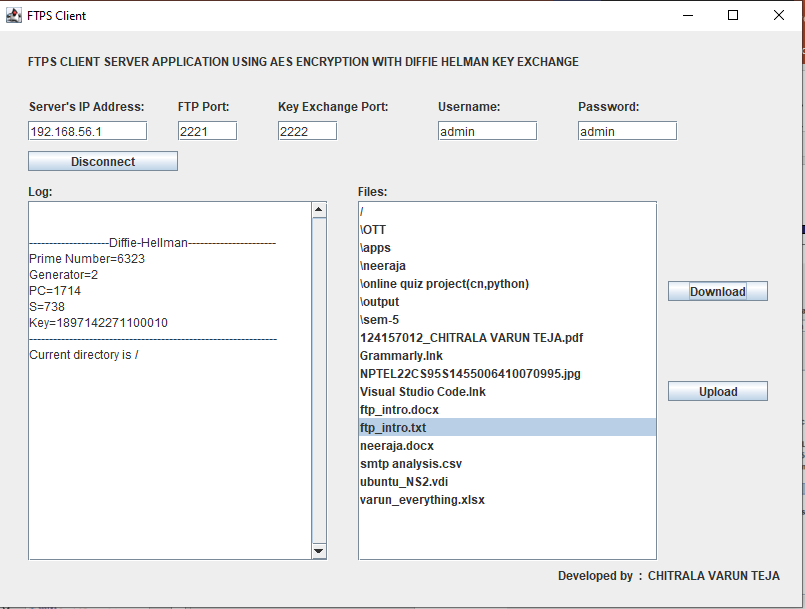 FTPS Client
FTPS CLIENT SERVER APPLICATION USING AES ENCRYPTION WITH DIFFIE HELMAN KEY EXCHANGE
Server's IP Address: FTP Port: Key Exchange Port: Username: Password:
192.168.56.1 2221 2222 admin admin
Disconnect
Log:
--------------------Diffie-Hellman----------------------
Prime Number=6323
Generator=2
PC=1714
S=738
Key=1897142271100010
--------------------------------------------------------------
Current directory is /
Files:
/
\OTT
\apps
\neeraja
\online quiz project(cn,python)
\output
\sem-5
124157012_CHITRALA VARUN TEJA.pdf
Grammarly.lnk
NPTEL22CS95S1455006410070995.jpg
Visual Studio Code.lnk
ftp_intro.docx
ftp_intro.txt
neeraja.docx
smtp analysis.csv
ubuntu_NS2.vdi
varun_everything.xlsx
Download
Upload
Developed by : CHITRALA VARUN TEJA